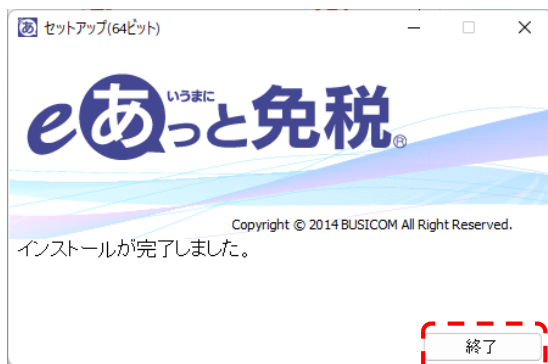 あ セットアップ(64ビット)
eあっと免税®
いうまに
Copyright © 2014 BUSICOM All Right Reserved.
インストールが完了しました。
終了